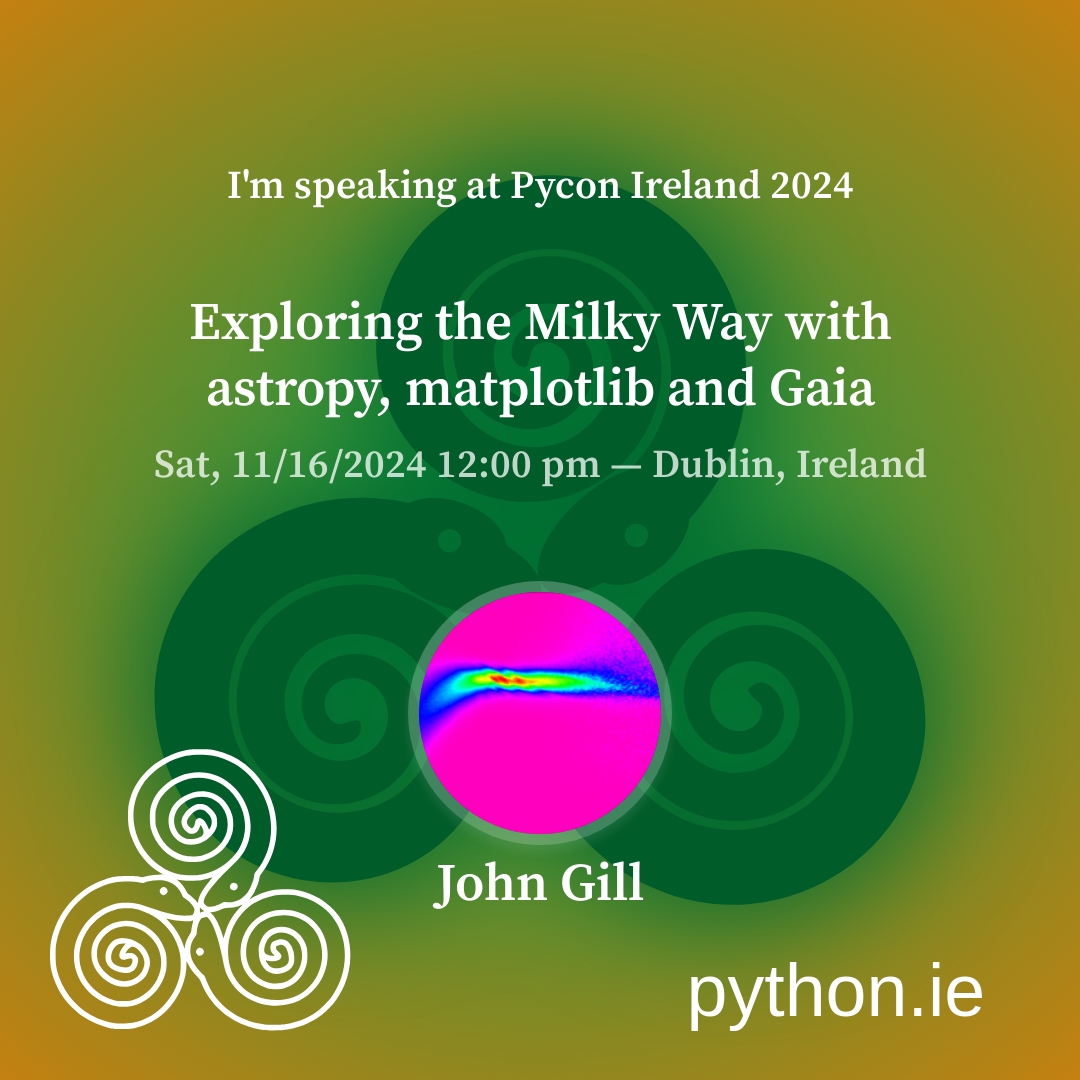 I'm speaking at Pycon Ireland 2024
Exploring the Milky Way with
astropy, matplotlib and Gaia
Sat, 11/16/2024 12:00 pm — Dublin, Ireland
John Gill
python.ie